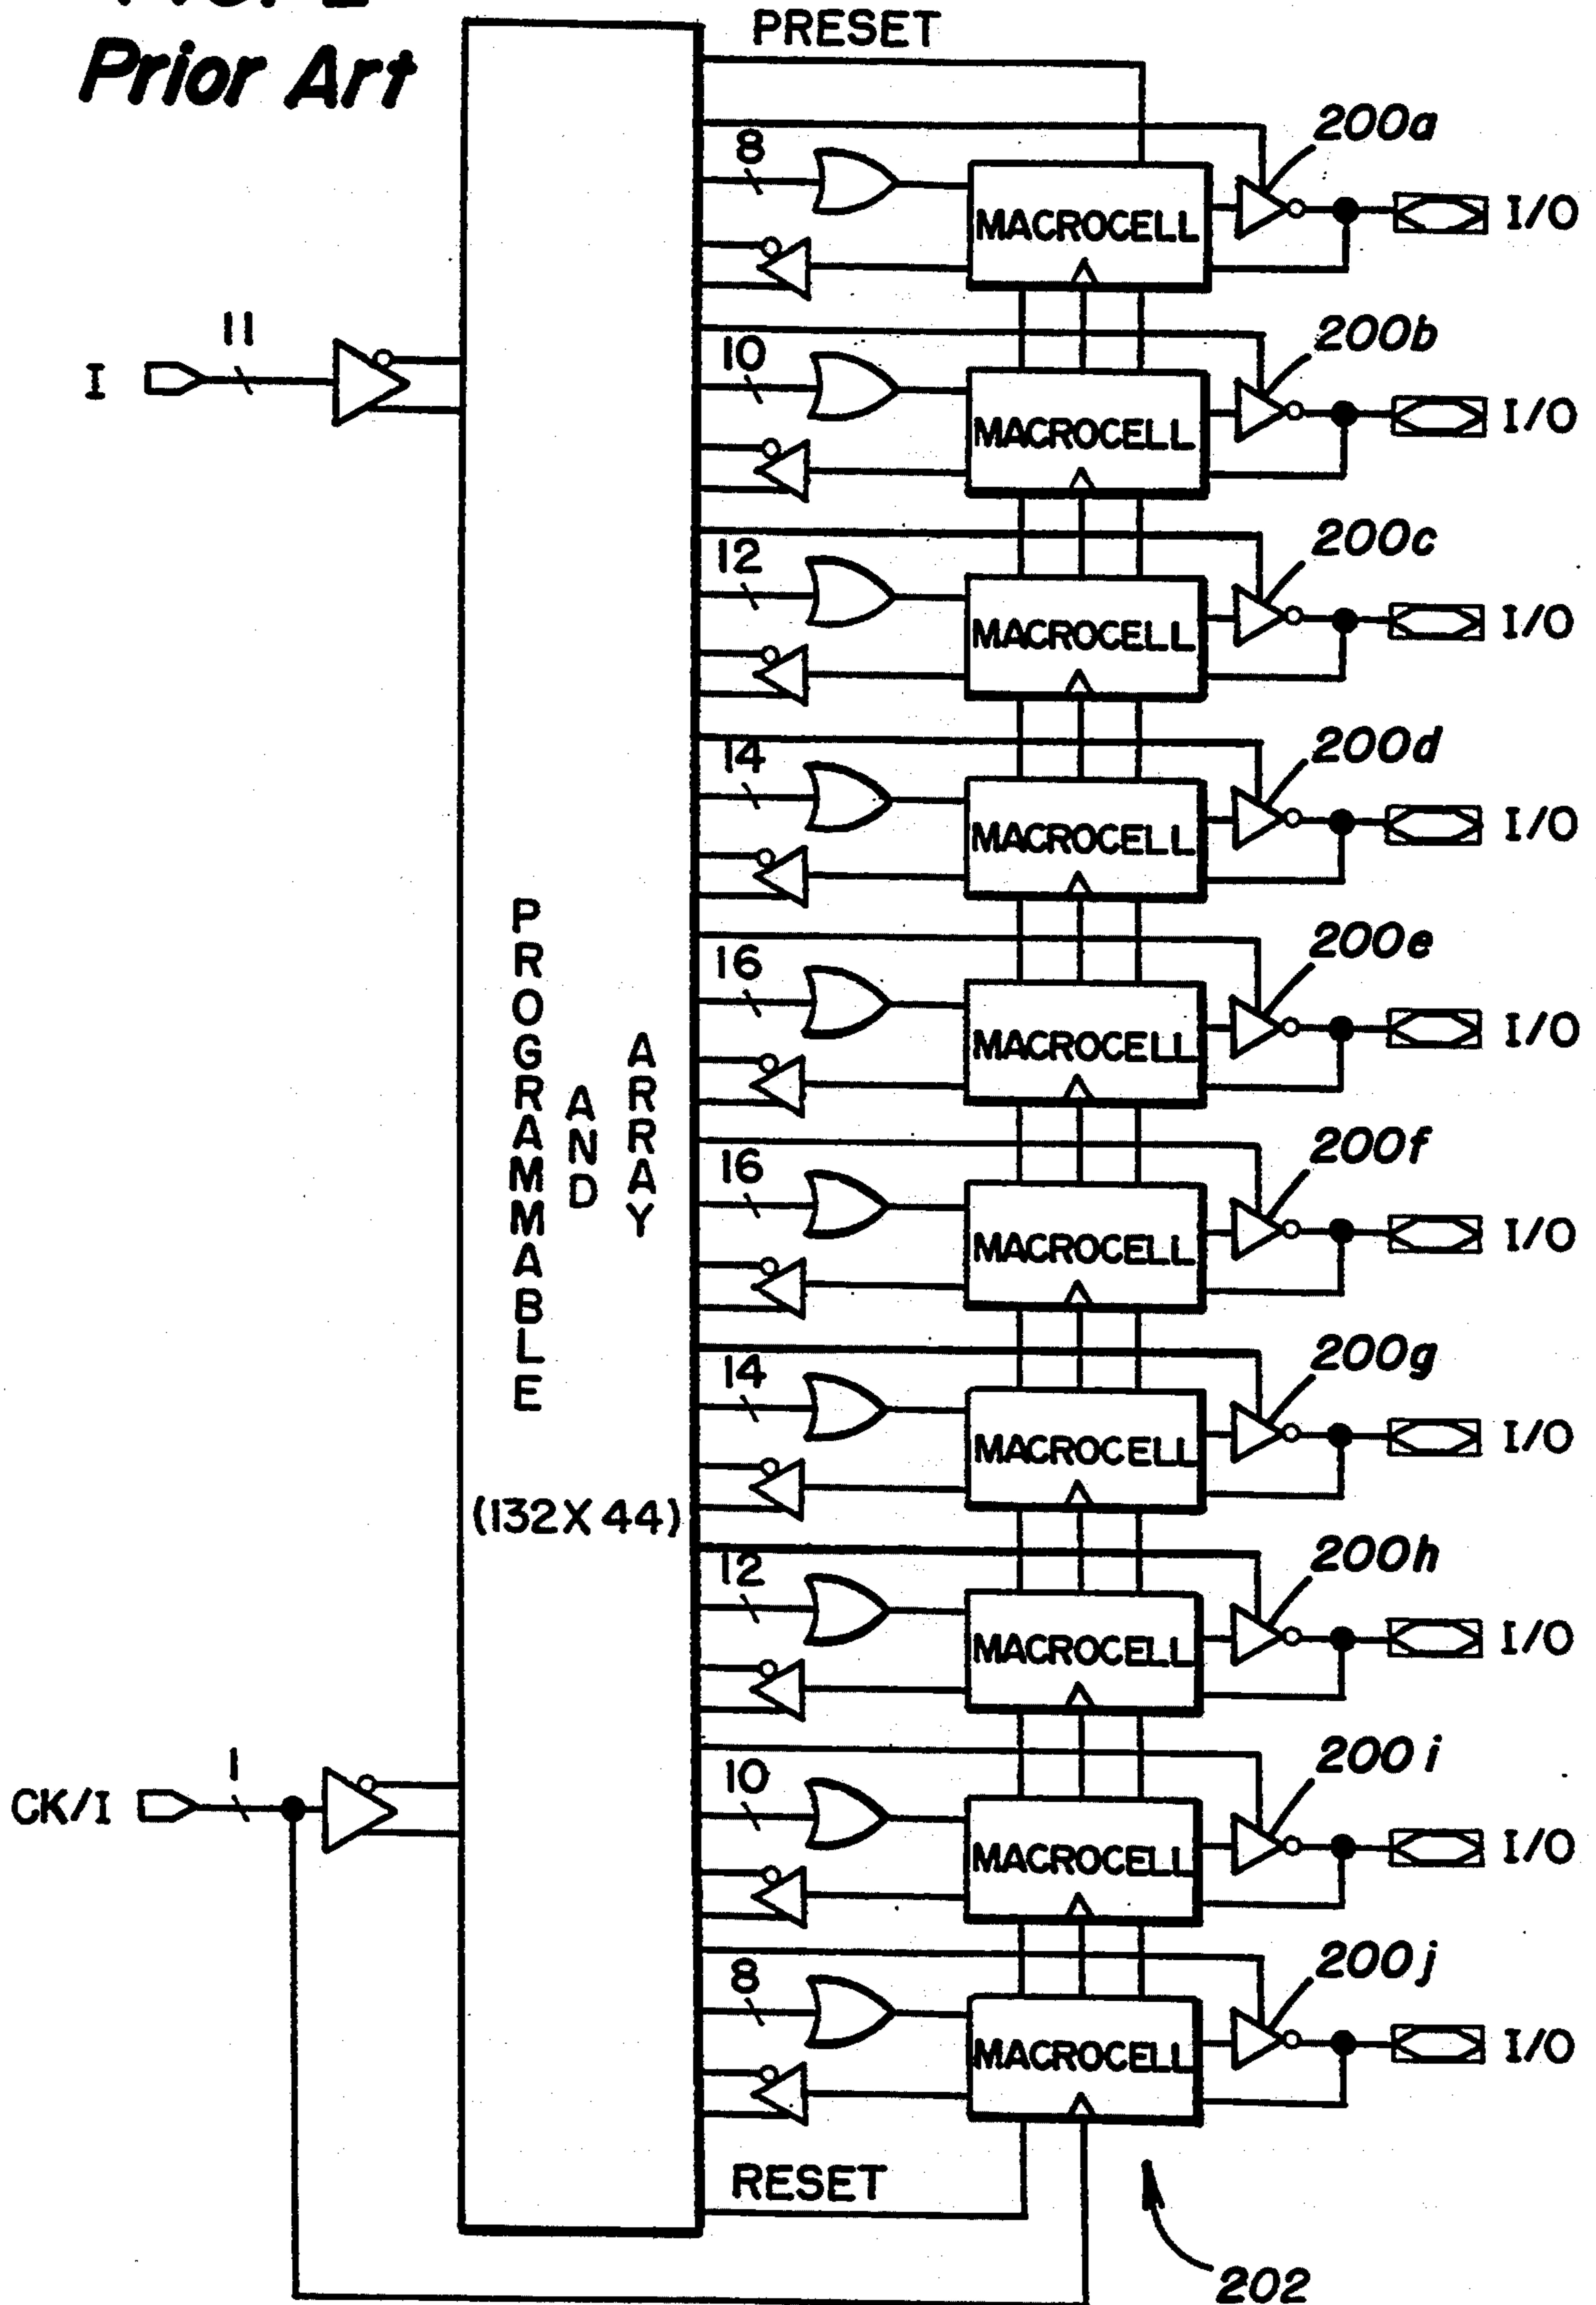 Prior Art
PRESET
200a
8
MACROCELL
I/O
11
I
200b
10
MACROCELL
I/O
200c
12
MACROCELL
I/O
200d
14
MACROCELL
I/O
200e
16
MACROCELL
I/O
PROGRAMMABLE
AND
ARRAY
200f
16
MACROCELL
I/O
200g
14
MACROCELL
I/O
(132X44)
200h
12
MACROCELL
I/O
1
CK/I
200i
10
MACROCELL
I/O
200j
8
MACROCELL
I/O
RESET
202